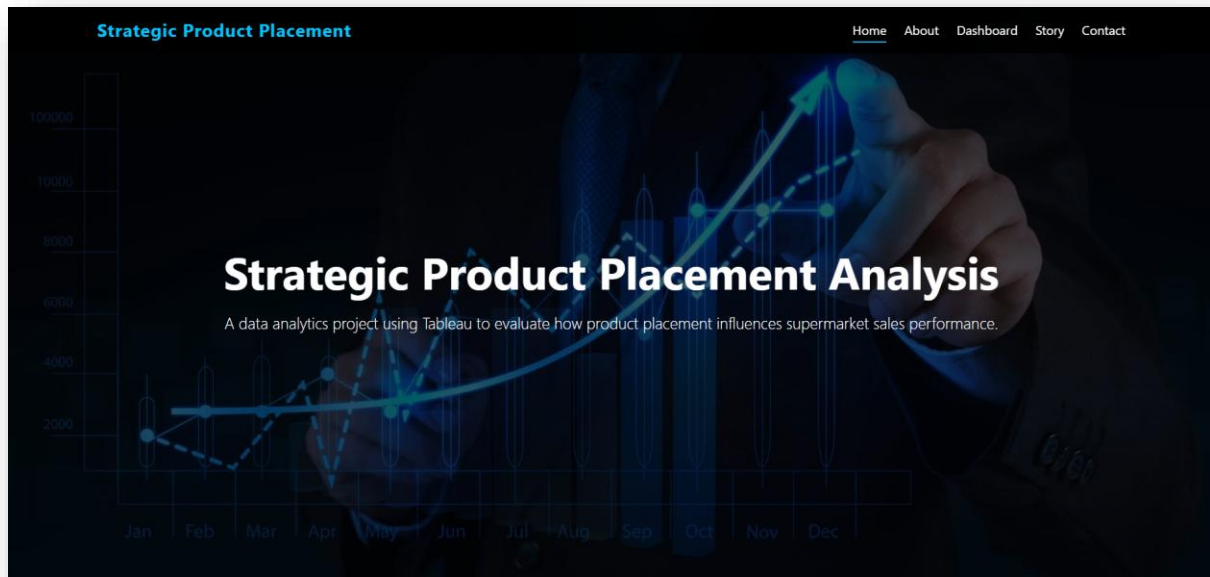 Strategic Product Placement
Home About Dashboard Story Contact
Strategic Product Placement Analysis
A data analytics project using Tableau to evaluate how product placement influences supermarket sales performance.
100000
10000
8000
6000
4000
2000
Jan Feb Mar Apr May Jun Jul Aug Sep Oct Nov Dec